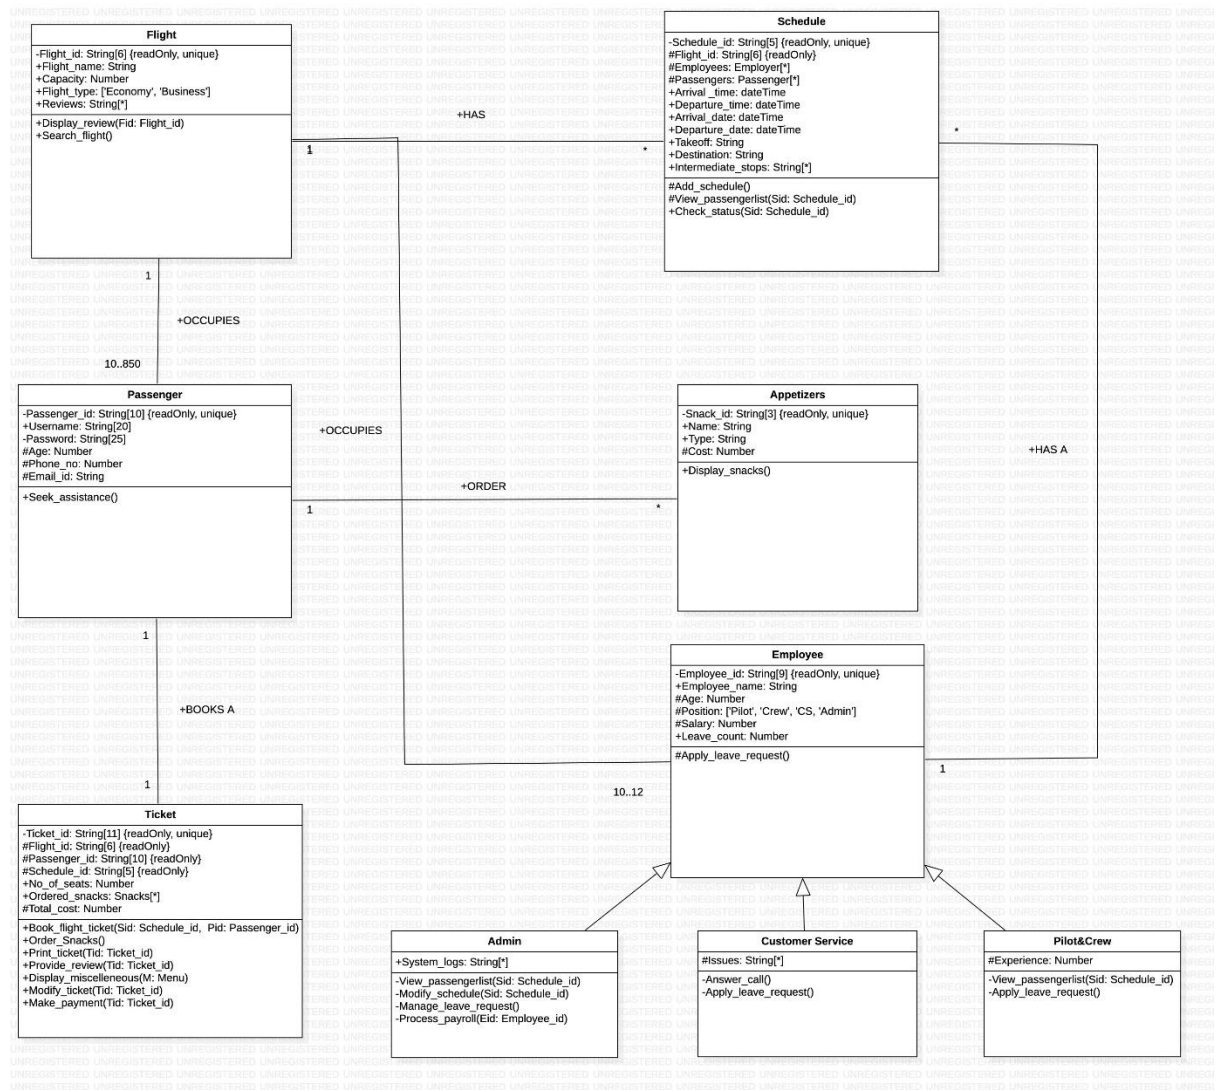 Flight
-Flight_id: String[6] {readOnly, unique}
+Flight_name: String
+Capacity: Number
+Flight_type: ['Economy', 'Business']
+Reviews: String[*]
+Display_review(Fid: Flight_id)
+Search_flight()
Schedule
-Schedule_id: String[5] {readOnly, unique}
#Flight_id: String[6] {readOnly}
#Employees: Employer[*]
#Passengers: Passenger[*]
+Arrival _time: dateTime
+Departure_time: dateTime
+Arrival_date: dateTime
+Departure_date: dateTime
+Takeoff: String
+Destination: String
+Intermediate_stops: String[*]
#Add_schedule()
#View_passengerlist(Sid: Schedule_id)
+Check_status(Sid: Schedule_id)
+HAS
1
1
*
*
1
+OCCUPIES
10..850
Passenger
-Passenger_id: String[10] {readOnly, unique}
+Username: String[20]
-Password: String[25]
#Age: Number
#Phone_no: Number
#Email_id: String
+Seek_assistance()
+OCCUPIES
+ORDER
1
*
Appetizers
-Snack_id: String[3] {readOnly, unique}
+Name: String
+Type: String
#Cost: Number
+Display_snacks()
+HAS A
1
+BOOKS A
1
Employee
-Employee_id: String[9] {readOnly, unique}
+Employee_name: String
#Age: Number
#Position: ['Pilot', 'Crew', 'CS, 'Admin']
#Salary: Number
+Leave_count: Number
#Apply_leave_request()
10..12
1
Ticket
-Ticket_id: String[11] {readOnly, unique}
#Flight_id: String[6] {readOnly}
#Passenger_id: String[10] {readOnly}
#Schedule_id: String[5] {readOnly}
+No_of_seats: Number
+Ordered_snacks: Snacks[*]
#Total_cost: Number
+Book_flight_ticket(Sid: Schedule_id, Pid: Passenger_id)
+Order_Snacks()
+Print_ticket(Tid: Ticket_id)
+Provide_review(Tid: Ticket_id)
+Display_miscelleneous(M: Menu)
+Modify_ticket(Tid: Ticket_id)
+Make_payment(Tid: Ticket_id)
Admin
+System_logs: String[*]
-View_passengerlist(Sid: Schedule_id)
-Modify_schedule(Sid: Schedule_id)
-Manage_leave_request()
-Process_payroll(Eid: Employee_id)
Customer Service
#Issues: String[*]
-Answer_call()
-Apply_leave_request()
Pilot&Crew
#Experience: Number
-View_passengerlist(Sid: Schedule_id)
-Apply_leave_request()